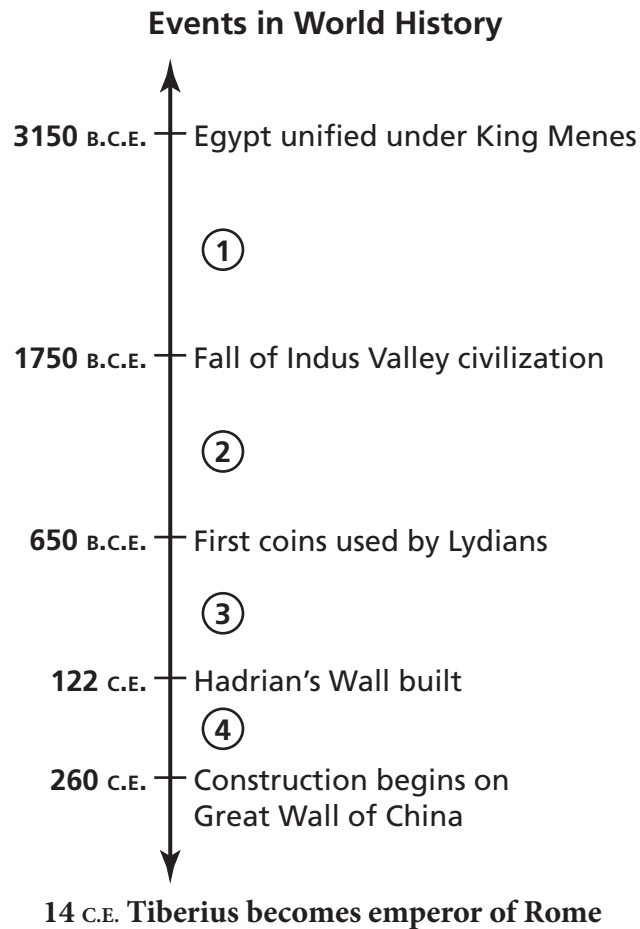 Events in World History
3150 B.C.E. Egypt unified under King Menes
1
1750 B.C.E. Fall of Indus Valley civilization
2
650 B.C.E. First coins used by Lydians
3
122 C.E. Hadrian’s Wall built
4
260 C.E. Construction begins on
Great Wall of China
14 C.E. Tiberius becomes emperor of Rome